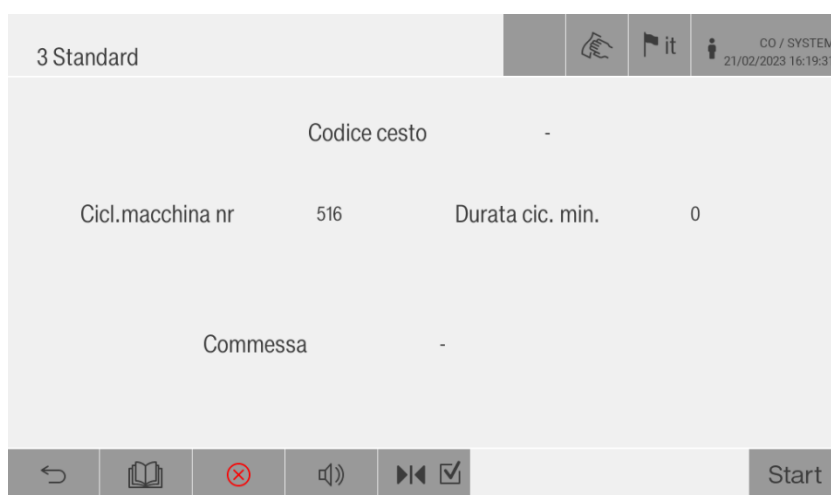 3 Standard
it
CO / SYSTEM
21/02/2023 16:19:31
Codice cesto -
Cicl.macchina nr 516 Durata cic. min. 0
Commessa -
Start